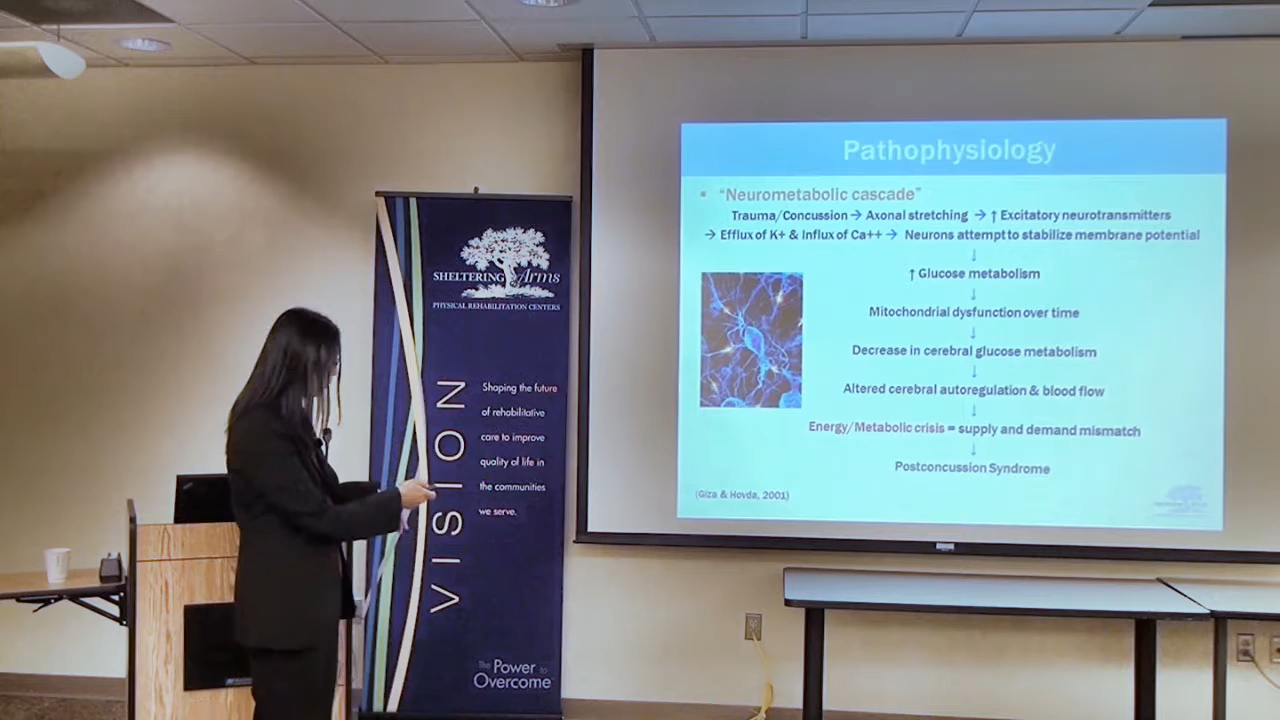 Pathophysiology
▪ “Neurometabolic cascade”
Trauma/Concussion → Axonal stretching → ↑ Excitatory neurotransmitters
→ Efflux of K+ & Influx of Ca++ → Neurons attempt to stabilize membrane potential
↓
↑ Glucose metabolism
↓
Mitochondrial dysfunction over time
↓
Decrease in cerebral glucose metabolism
↓
Altered cerebral autoregulation & blood flow
↓
Energy/Metabolic crisis = supply and demand mismatch
↓
Postconcussion Syndrome
(Giza & Hovda, 2001)
SHELTERING Arms
PHYSICAL REHABILITATION CENTERS
VISION
Shaping the future
of rehabilitative
care to improve
quality of life in
the communities
we serve.
The Power to
Overcome